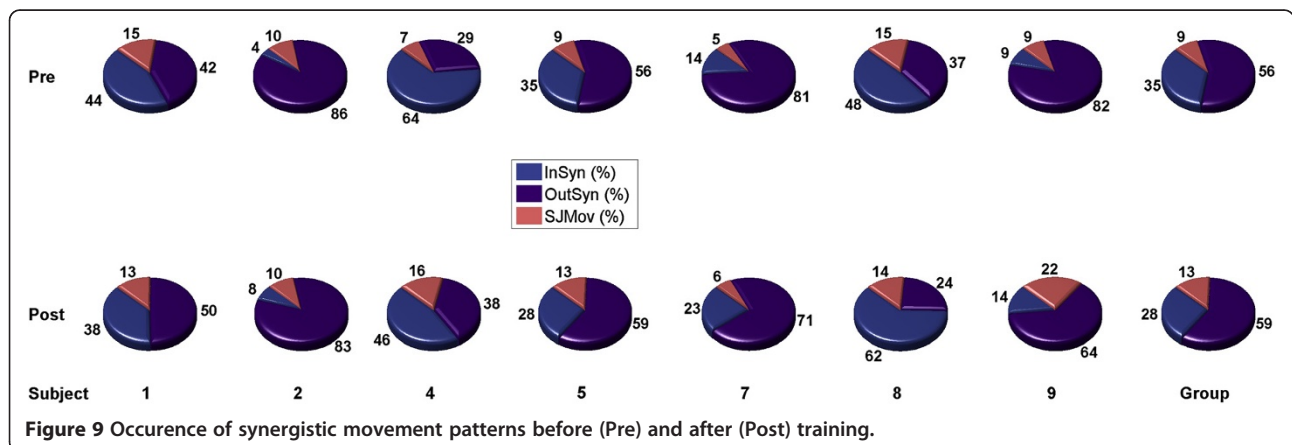 15 10 7 29 9 5 15 9 9
4 14 9
Pre 42 56 37 35 56
44 86 64 35 81 48 82
InSyn (%)
OutSyn (%)
SJMov (%)
13 10 16 13 6 14 24 22 13
8 14
Post 50 38 28 23 28
38 83 46 59 71 62 64 59
Subject 1 2 4 5 7 8 9 Group
Figure 9 Occurence of synergistic movement patterns before (Pre) and after (Post) training.